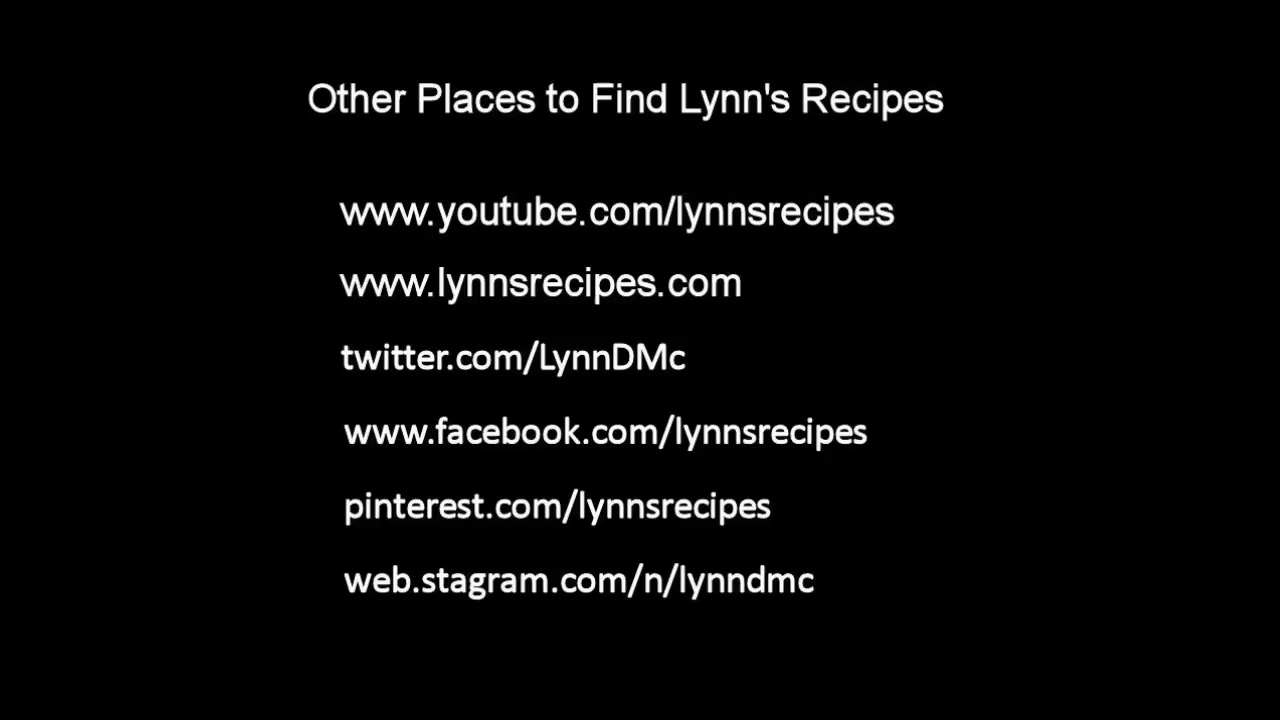 Other Places to Find Lynn's Recipes
www.youtube.com/lynnsrecipes
www.lynnsrecipes.com
twitter.com/LynnDMc
www.facebook.com/lynnsrecipes
pinterest.com/lynnsrecipes
web.stagram.com/n/lynndmc